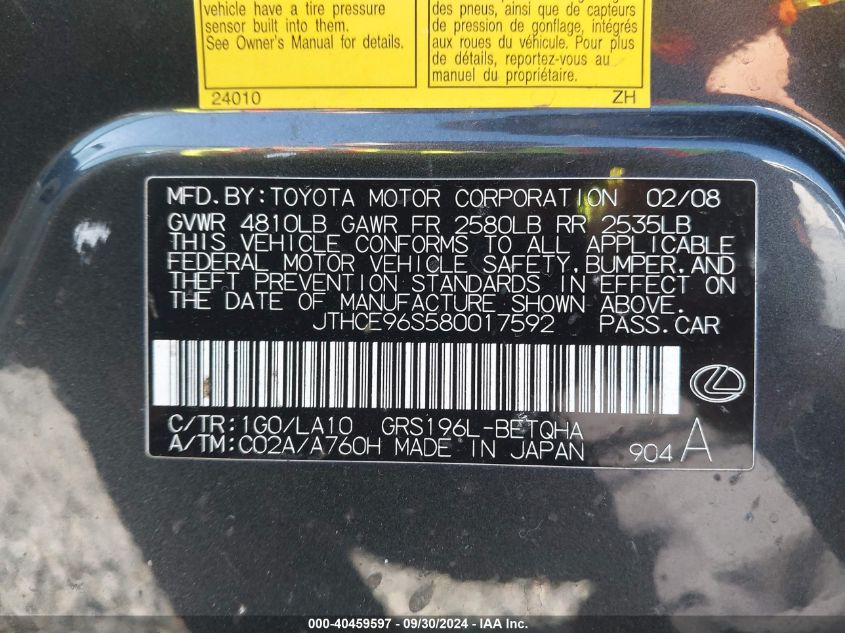 vehicle have a tire pressure
sensor built into them.
See Owner's Manual for details.
24010
des pneus, ainsi que de capteurs
de pression de gonflage, intégrés
aux roues du véhicule. Pour plus
de détails, reportez-vous au
manuel du propriétaire.
ZH
MFD.BY:TOYOTA MOTOR CORPORATION 02/08
GVWR 4810LB GAWR FR 2580LB RR 2535LB
THIS VEHICLE CONFORMS TO ALL APPLICABLE
FEDERAL MOTOR VEHICLE SAFETY,BUMPER,AND
THEFT PREVENTION STANDARDS IN EFFECT ON
THE DATE OF MANUFACTURE SHOWN ABOVE.
JTHCE96S580017592 PASS.CAR
C/TR:1G0/LA10 GRS196L-BETQHA
A/TM:C02A/A760H MADE IN JAPAN 904 A
000-40459597 - 09/30/2024 - IAA Inc.